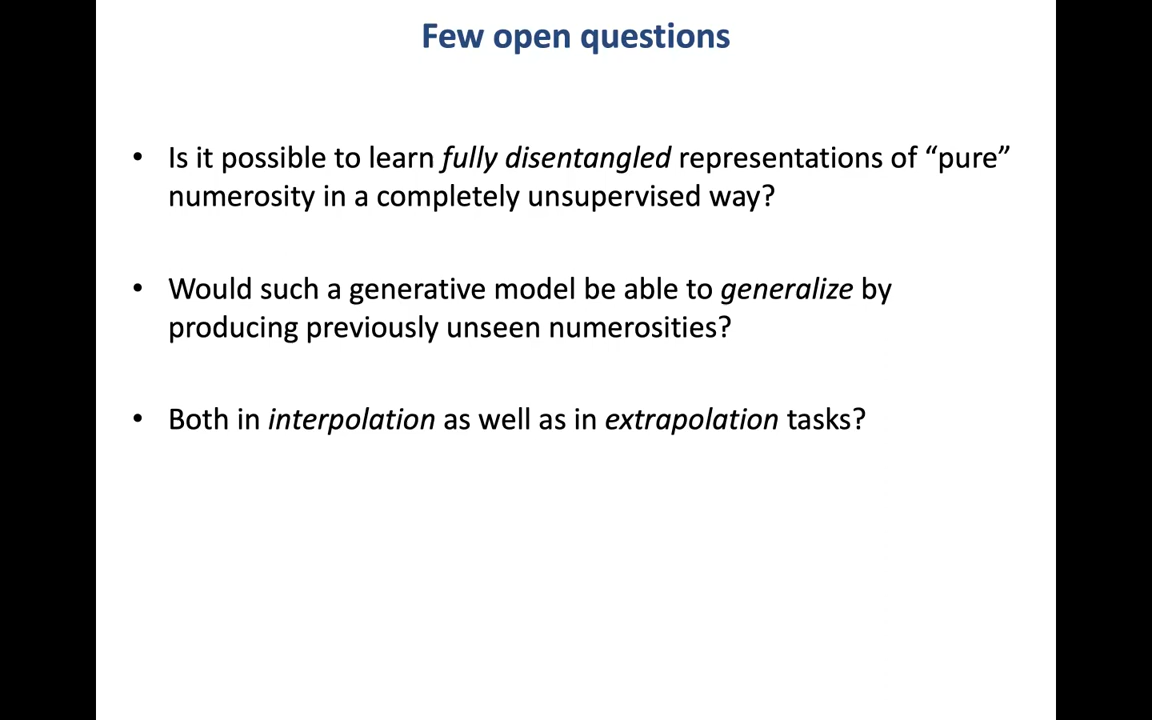 Few open questions
• Is it possible to learn fully disentangled representations of “pure”
numerosity in a completely unsupervised way?
• Would such a generative model be able to generalize by
producing previously unseen numerosities?
• Both in interpolation as well as in extrapolation tasks?